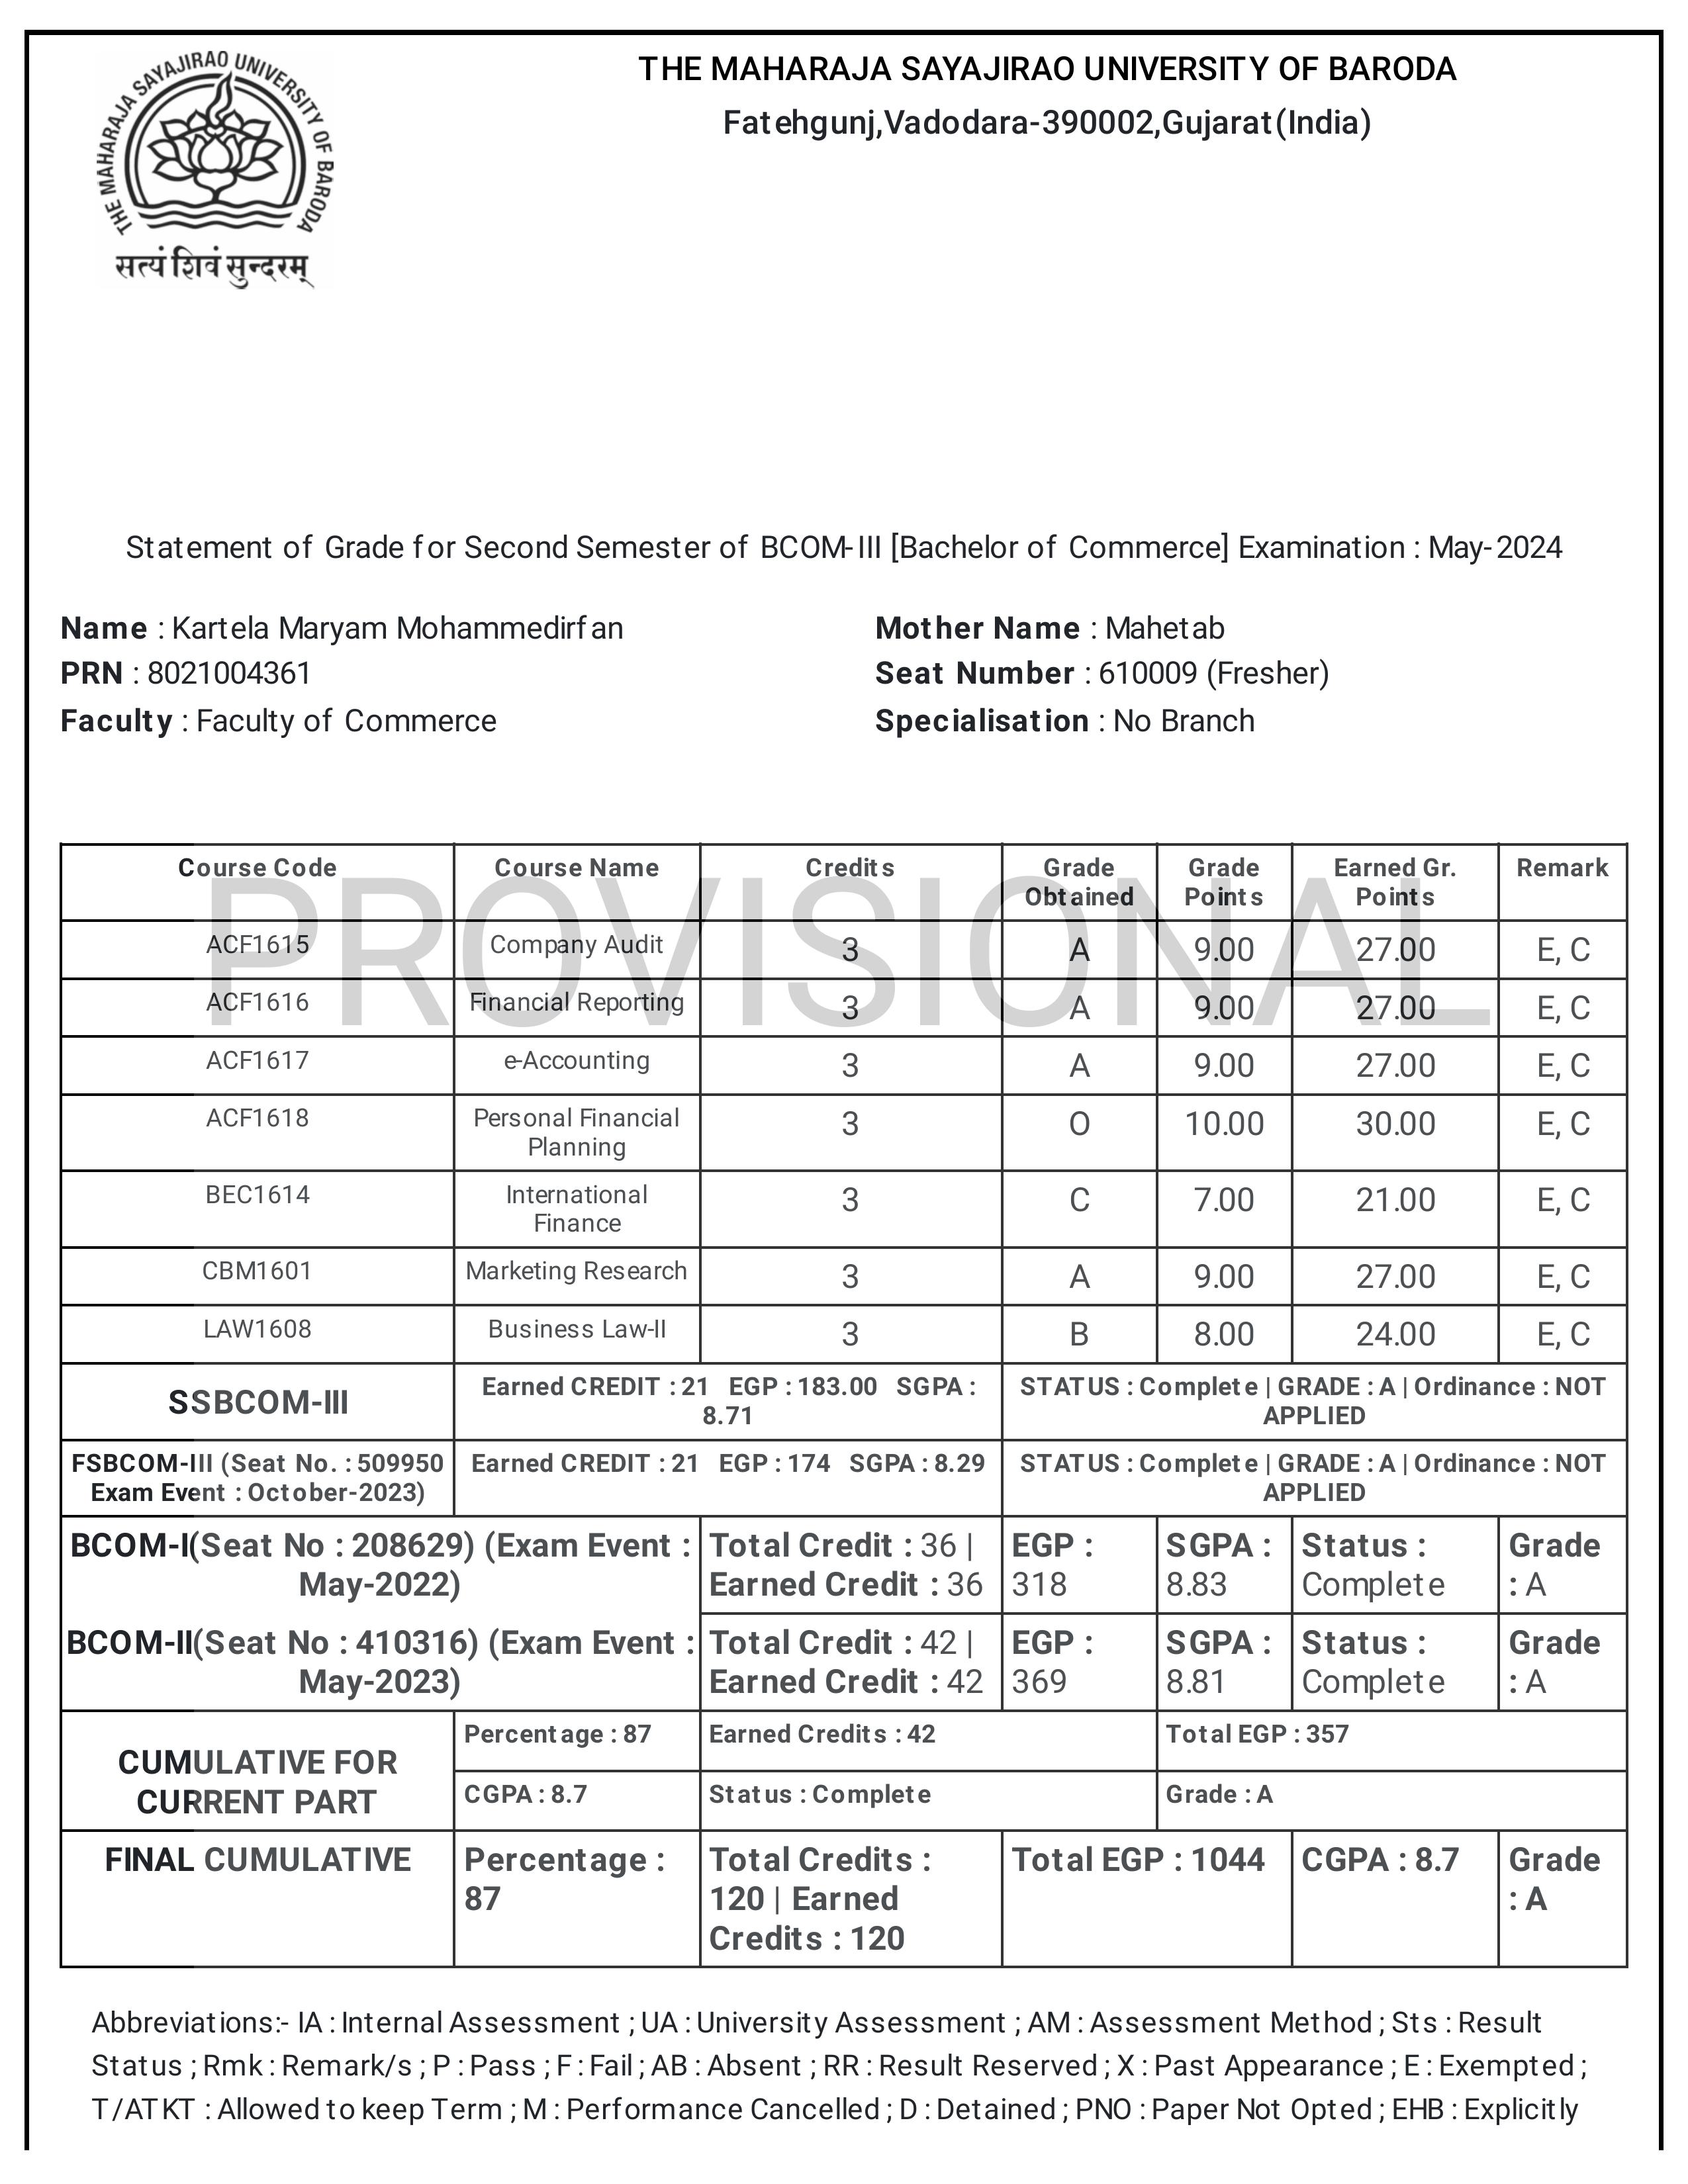 THE MAHARAJA SAYAJIRAO UNIVERSITY OF BARODA
सत्यं शिवं सुन्दरम्
THE MAHARAJA SAYAJIRAO UNIVERSITY OF BARODA
Fatehgunj,Vadodara-390002,Gujarat(India)
Statement of Grade for Second Semester of BCOM-III [Bachelor of Commerce] Examination : May-2024
Name : Kartela Maryam Mohammedirfan Mother Name : Mahetab
PRN : 8021004361 Seat Number : 610009 (Fresher)
Faculty : Faculty of Commerce Specialisation : No Branch
PROVISIONAL
Course Code Course Name Credits Grade Obtained Grade Points Earned Gr. Points Remark
ACF1615 Company Audit 3 A 9.00 27.00 E, C
ACF1616 Financial Reporting 3 A 9.00 27.00 E, C
ACF1617 e-Accounting 3 A 9.00 27.00 E, C
ACF1618 Personal Financial Planning 3 O 10.00 30.00 E, C
BEC1614 International Finance 3 C 7.00 21.00 E, C
CBM1601 Marketing Research 3 A 9.00 27.00 E, C
LAW1608 Business Law-II 3 B 8.00 24.00 E, C
SSBCOM-III Earned CREDIT : 21 EGP : 183.00 SGPA : 8.71 STATUS : Complete | GRADE : A | Ordinance : NOT APPLIED
FSBCOM-III (Seat No. : 509950 Exam Event : October-2023) Earned CREDIT : 21 EGP : 174 SGPA : 8.29 STATUS : Complete | GRADE : A | Ordinance : NOT APPLIED
BCOM-I(Seat No : 208629) (Exam Event : May-2022) Total Credit : 36 | Earned Credit : 36 EGP : 318 SGPA : 8.83 Status : Complete Grade : A
BCOM-II(Seat No : 410316) (Exam Event : May-2023) Total Credit : 42 | Earned Credit : 42 EGP : 369 SGPA : 8.81 Status : Complete Grade : A
CUMULATIVE FOR CURRENT PART Percentage : 87 Earned Credits : 42 Total EGP : 357
CGPA : 8.7 Status : Complete Grade : A
FINAL CUMULATIVE Percentage : 87 Total Credits : 120 | Earned Credits : 120 Total EGP : 1044 CGPA : 8.7 Grade : A
Abbreviations:- IA : Internal Assessment ; UA : University Assessment ; AM : Assessment Method ; Sts : Result
Status ; Rmk : Remark/s ; P : Pass ; F : Fail ; AB : Absent ; RR : Result Reserved ; X : Past Appearance ; E : Exempted ;
T/ATKT : Allowed to keep Term ; M : Performance Cancelled ; D : Detained ; PNO : Paper Not Opted ; EHB : Explicitly